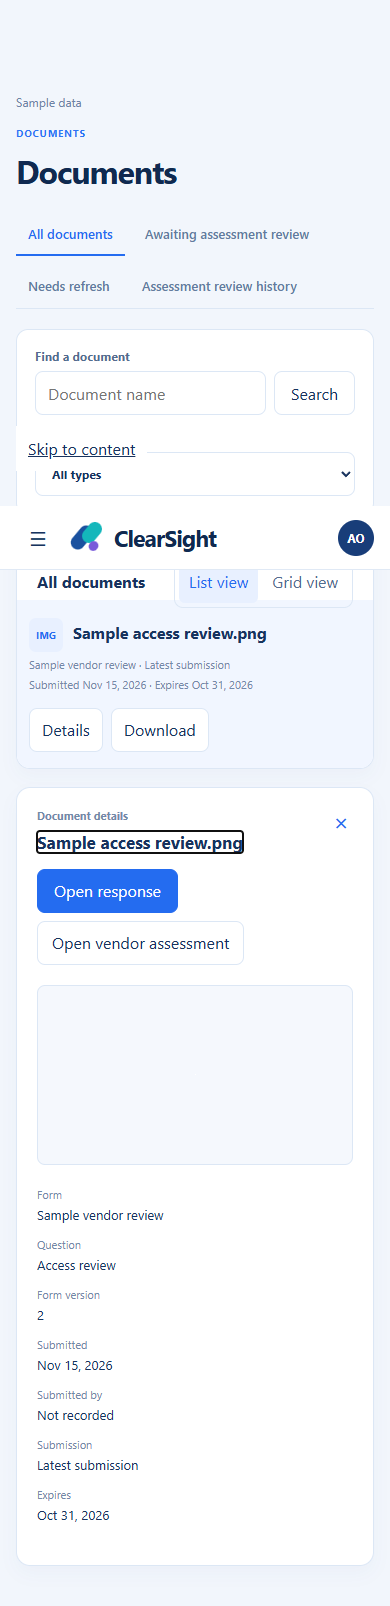 Sample data
DOCUMENTS
Documents
All documents
Awaiting assessment review
Needs refresh
Assessment review history
Find a document
Document name
Search
Skip to content
All types
ClearSight
AO
All documents
List view
Grid view
IMG
Sample access review.png
Sample vendor review · Latest submission
Submitted Nov 15, 2026 · Expires Oct 31, 2026
Details
Download
Document details
Sample access review.png
Open response
Open vendor assessment
Form
Sample vendor review
Question
Access review
Form version
2
Submitted
Nov 15, 2026
Submitted by
Not recorded
Submission
Latest submission
Expires
Oct 31, 2026